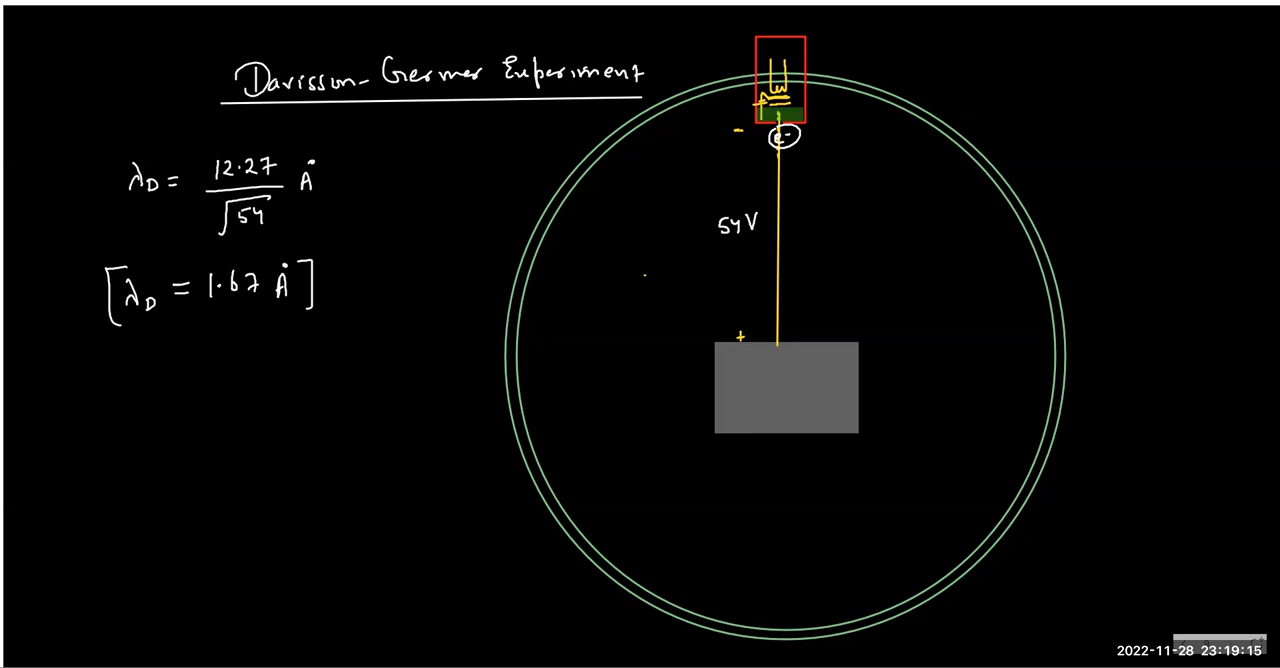 Davisson-Germer Experiment
λD = 12.27 / √54 Å
[λD = 1.67 Å]
-
e-
54V
+
2022-11-28 23:19:15